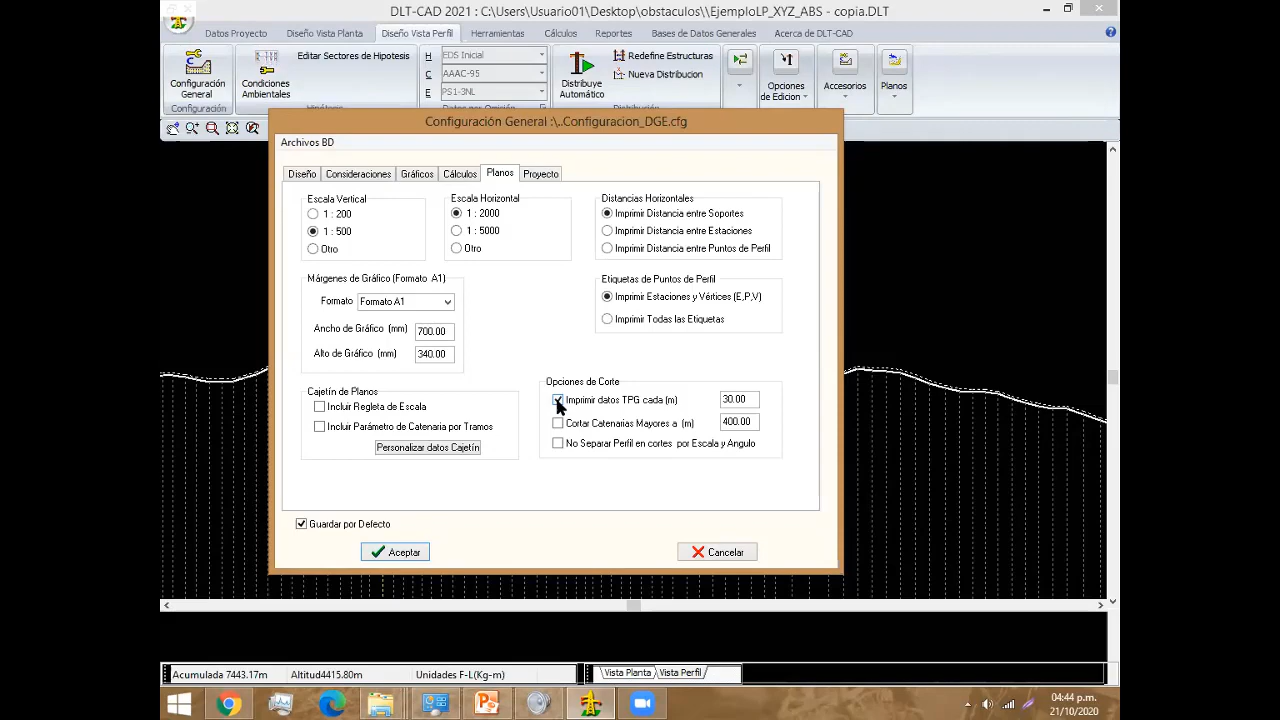 DLT-CAD 2021 : C:\Users\Usuario01\Desktop\obstaculos\\EjemploLP_XYZ_ABS - copia.DLT
Datos Proyecto
Diseño Vista Planta
Diseño Vista Perfil
Herramientas
Cálculos
Reportes
Bases de Datos Generales
Acerca de DLT-CAD
Configuración
General
Configuración
Condiciones
Ambientales
Editar Sectores de Hipotesis
Hipótesis
H EDS Inicial
C AAAC-95
E PS1-3NL
Datos por Omisión
Distribuye
Automático
Redefine Estructuras
Nueva Distribucion
Distribución
Opciones
de Edicion
Accesorios
Planos
Configuración General :\..Configuracion_DGE.cfg
Archivos BD
Diseño
Consideraciones
Gráficos
Cálculos
Planos
Proyecto
Escala Vertical
1 : 200
1 : 500
Otro
Escala Horizontal
1 : 2000
1 : 5000
Otro
Distancias Horizontales
Imprimir Distancia entre Soportes
Imprimir Distancia entre Estaciones
Imprimir Distancia entre Puntos de Perfil
Márgenes de Gráfico (Formato A1)
Formato Formato A1
Ancho de Gráfico (mm) 700.00
Alto de Gráfico (mm) 340.00
Etiquetas de Puntos de Perfil
Imprimir Estaciones y Vértices (E,P,V)
Imprimir Todas las Etiquetas
Cajetín de Planos
Incluir Regleta de Escala
Incluir Parámetro de Catenaria por Tramos
Personalizar datos Cajetín
Opciones de Corte
Imprimir datos TPG cada (m) 30.00
Cortar Catenarias Mayores a (m) 400.00
No Separar Perfil en cortes por Escala y Angulo
Guardar por Defecto
Aceptar
Cancelar
Acumulada 7443.17m
Altitud4415.80m
Unidades F-L(Kg-m)
Vista Planta
Vista Perfil
04:44 p.m.
21/10/2020